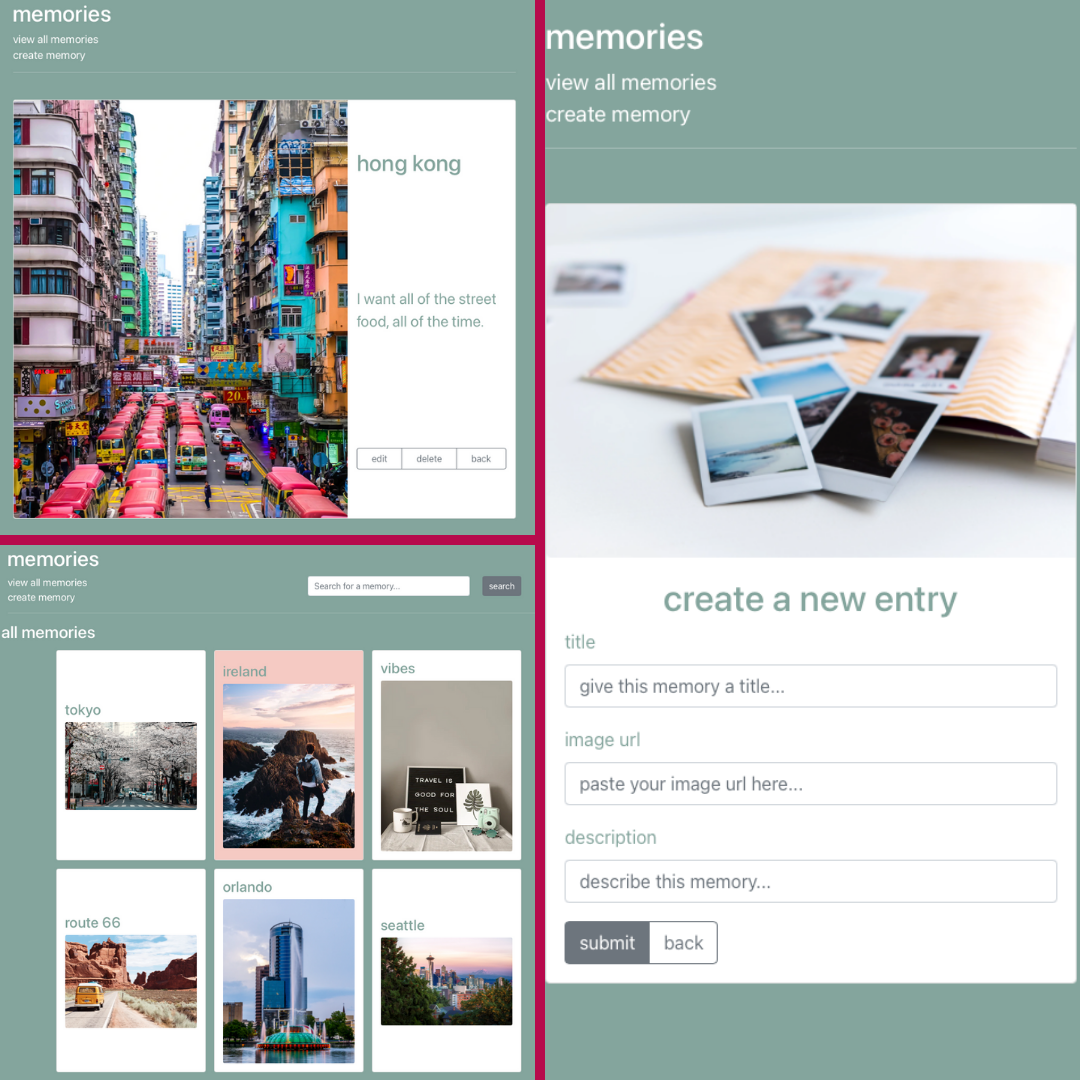 memories
view all memories
create memory
hong kong
I want all of the street
food, all of the time.
20
edit delete back
memories
view all memories
create memory
Search for a memory... search
all memories
tokyo
ireland
vibes
TRAVEL IS
GOOD FOR
THE SOUL
route 66
orlando
seattle
memories
view all memories
create memory
create a new entry
title
give this memory a title...
image url
paste your image url here...
description
describe this memory...
submit back